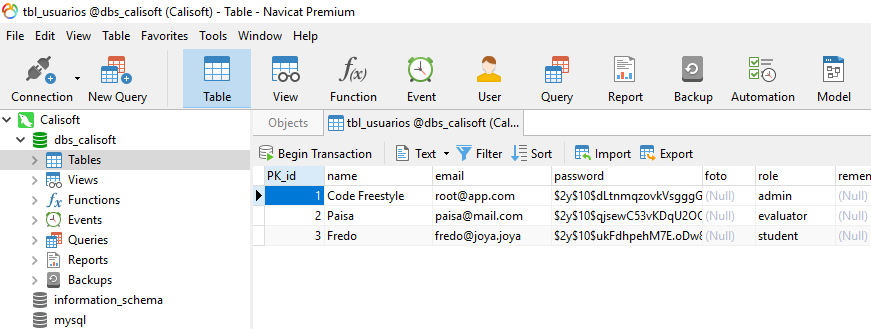 tbl_usuarios @dbs_calisoft (Calisoft) - Table - Navicat Premium
File Edit View Table Favorites Tools Window Help
Connection New Query Table View Function Event User Query Report Backup Automation Model
Calisoft
dbs_calisoft
Tables
Views
Functions
Events
Queries
Reports
Backups
information_schema
mysql
Objects tbl_usuarios @dbs_calisoft (Cal...
Begin Transaction Text Filter Sort Import Export
PK_id name email password foto role remen
1 Code Freestyle root@app.com $2y$10$dLtnmqzovkVsgggG (Null) admin (Null)
2 Paisa paisa@mail.com $2y$10$qjsewC53vKDqU2OC (Null) evaluator (Null)
3 Fredo fredo@joya.joya $2y$10$ukFdhpehM7E.oDw8 (Null) student (Null)